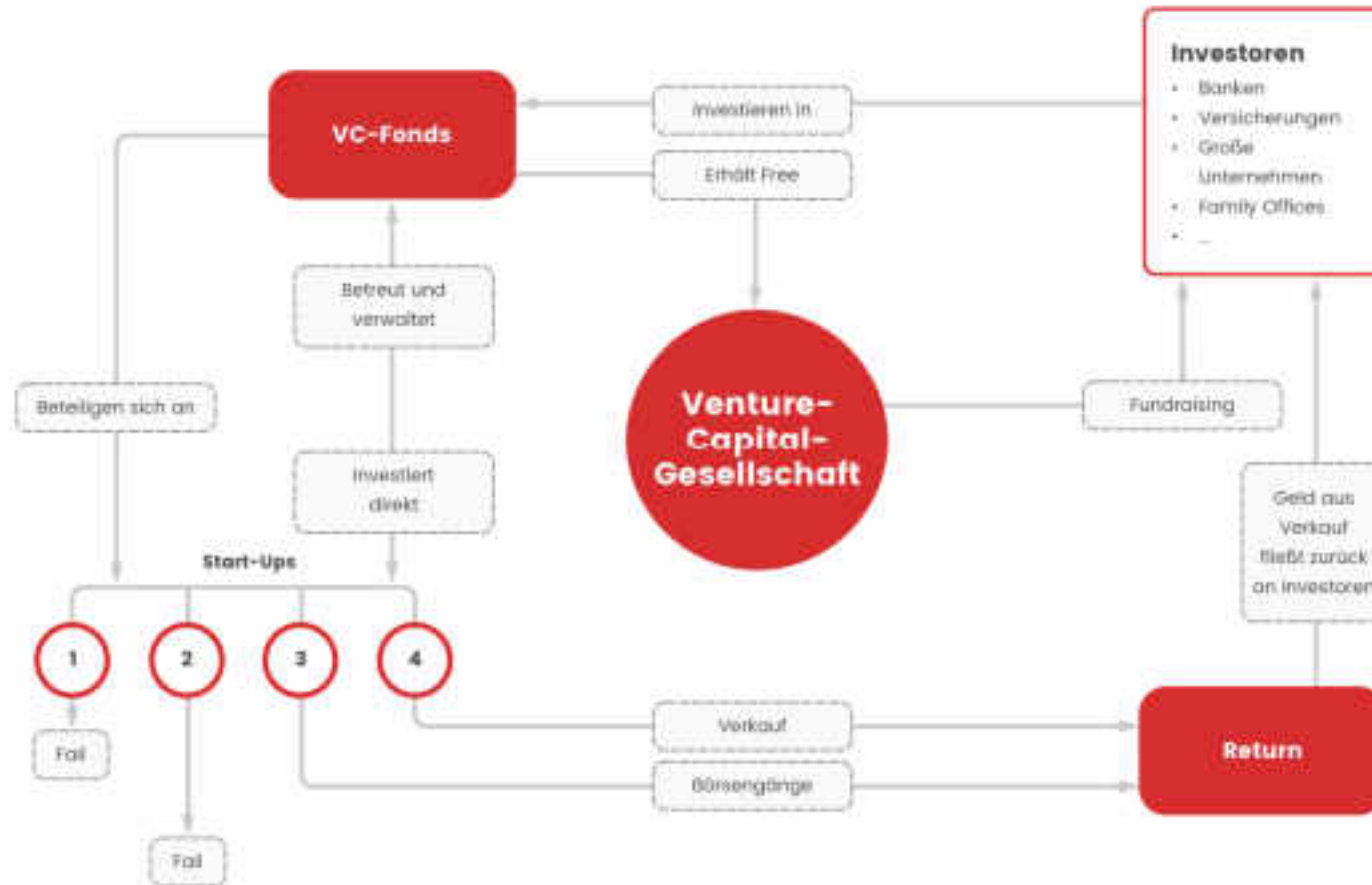 Investoren
• Banken
• Versicherungen
• Große
Unternehmen
• Family Offices
• ...
VC-Fonds
Investieren in
Erhält Free
Betreut und
verwaltet
Beteiligen sich an
Venture-
Capital-
Gesellschaft
Fundraising
Investiert
direkt
Geld aus
Verkauf
fließt zurück
an Investoren
Start-Ups
1
2
3
4
Fail
Fail
Verkauf
Börsengänge
Return